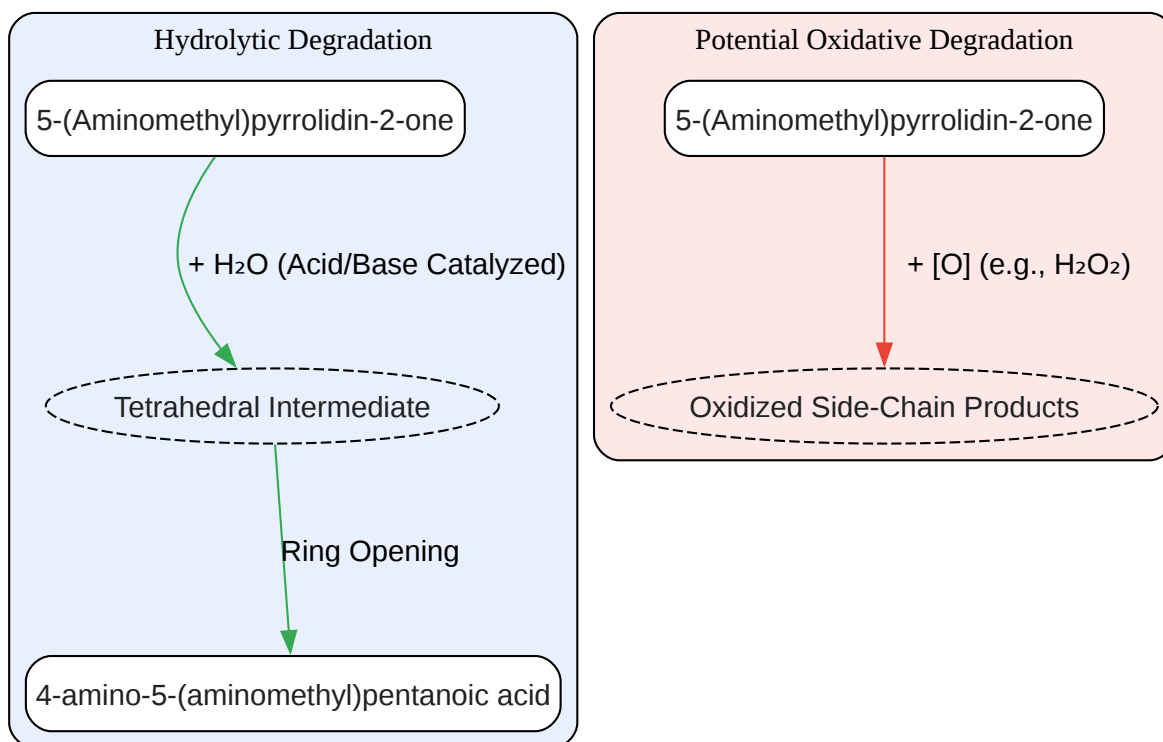 Hydrolytic Degradation
5-(Aminomethyl)pyrrolidin-2-one
+ H₂O (Acid/Base Catalyzed)
Tetrahedral Intermediate
Ring Opening
4-amino-5-(aminomethyl)pentanoic acid
Potential Oxidative Degradation
5-(Aminomethyl)pyrrolidin-2-one
+ [O] (e.g., H₂O₂)
Oxidized Side-Chain Products